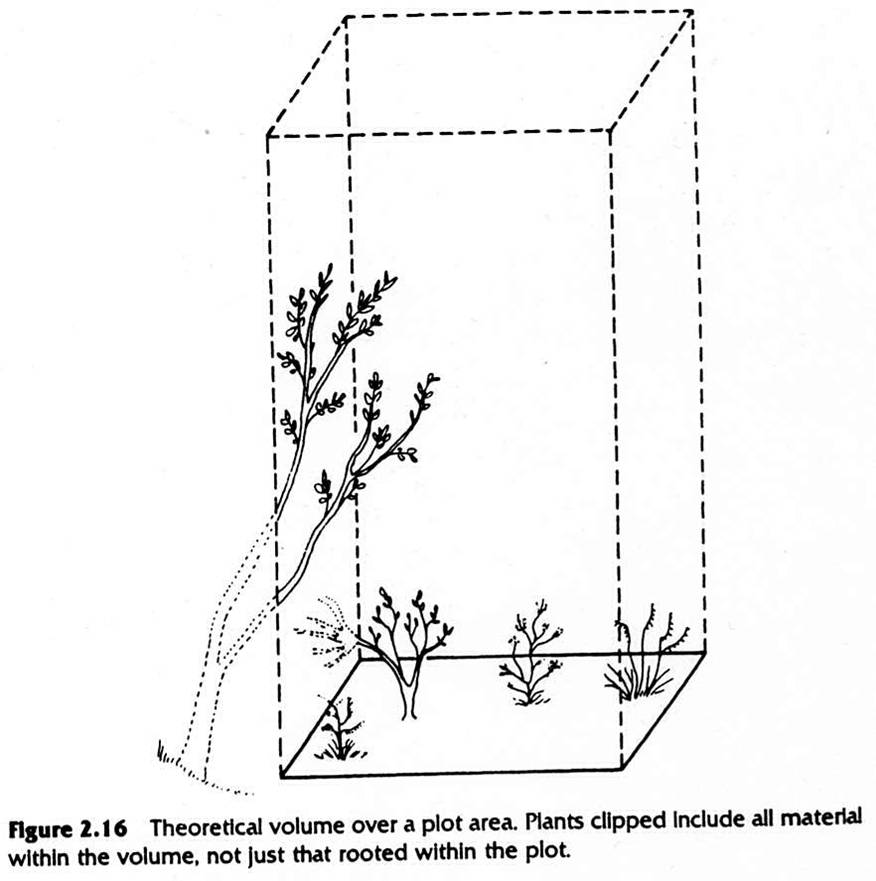 Figure 2.16 Theoretical volume over a plot area. Plants clipped include all material
within the volume, not just that rooted within the plot.